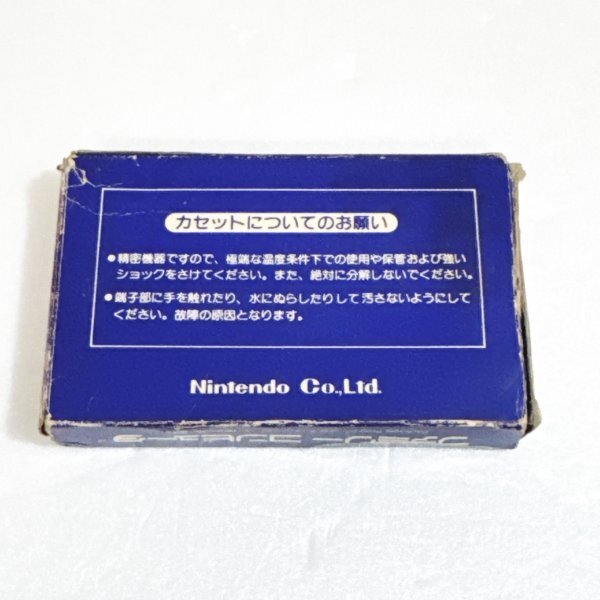 カセットについてのお願い
●精密機器ですので、極端な温度条件下での使用や保管および強い
ショックをさけてください。また、絶対に分解しないでください。
●端子部に手を触れたり、水にぬらしたりして汚さないようにして
ください。故障の原因となります。
Nintendo Co.,Ltd.